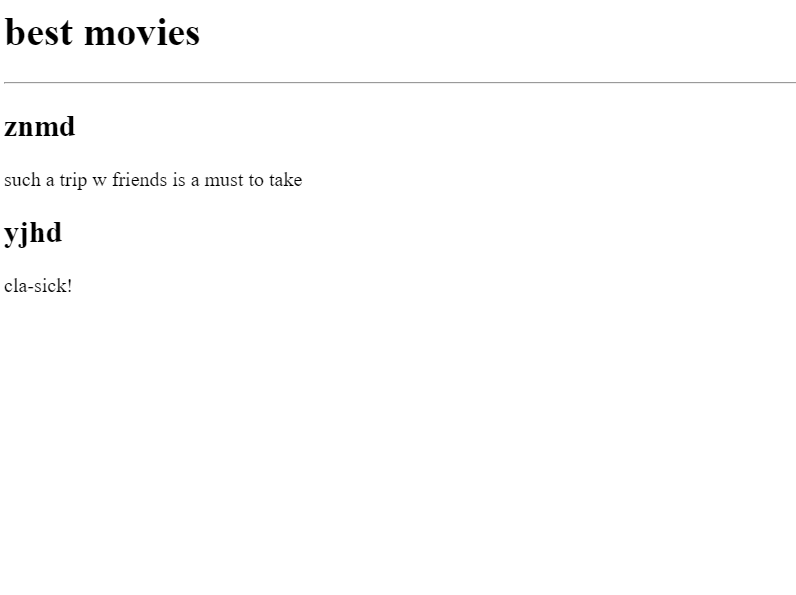 best movies
znmd
such a trip w friends is a must to take
yjhd
cla-sick!